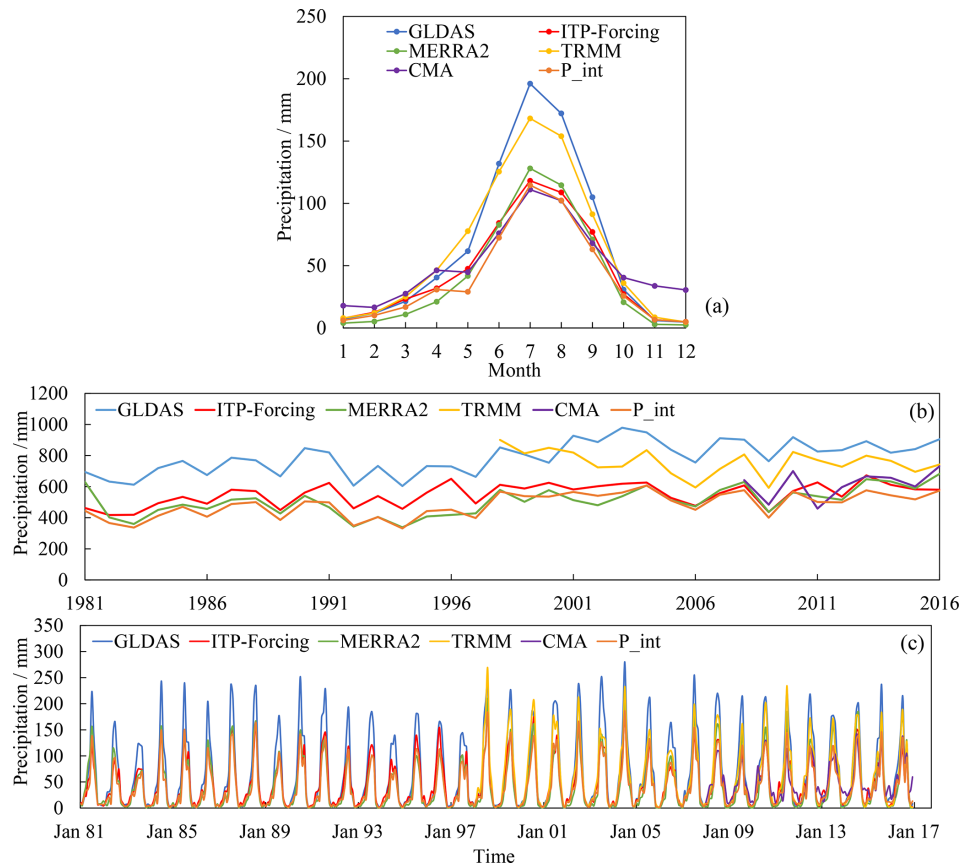 250
GLDAS ITP-Forcing
MERRA2 TRMM
CMA P_int
200
150
100
50
0
Precipitation / mm
1 2 3 4 5 6 7 8 9 10 11 12
Month
(a)
1200
1000
800
600
400
200
0
Precipitation / mm
GLDAS ITP-Forcing MERRA2 TRMM CMA P_int
(b)
1981 1986 1991 1996 2001 2006 2011 2016
350
300
250
200
150
100
50
0
Precipitation / mm
GLDAS ITP-Forcing MERRA2 TRMM CMA P_int
(c)
Jan 81 Jan 85 Jan 89 Jan 93 Jan 97 Jan 01 Jan 05 Jan 09 Jan 13 Jan 17
Time